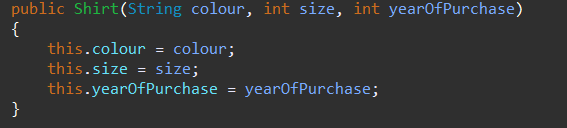 public Shirt(String colour, int size, int yearOfPurchase)
{
    this.colour = colour;
    this.size = size;
    this.yearOfPurchase = yearOfPurchase;
}